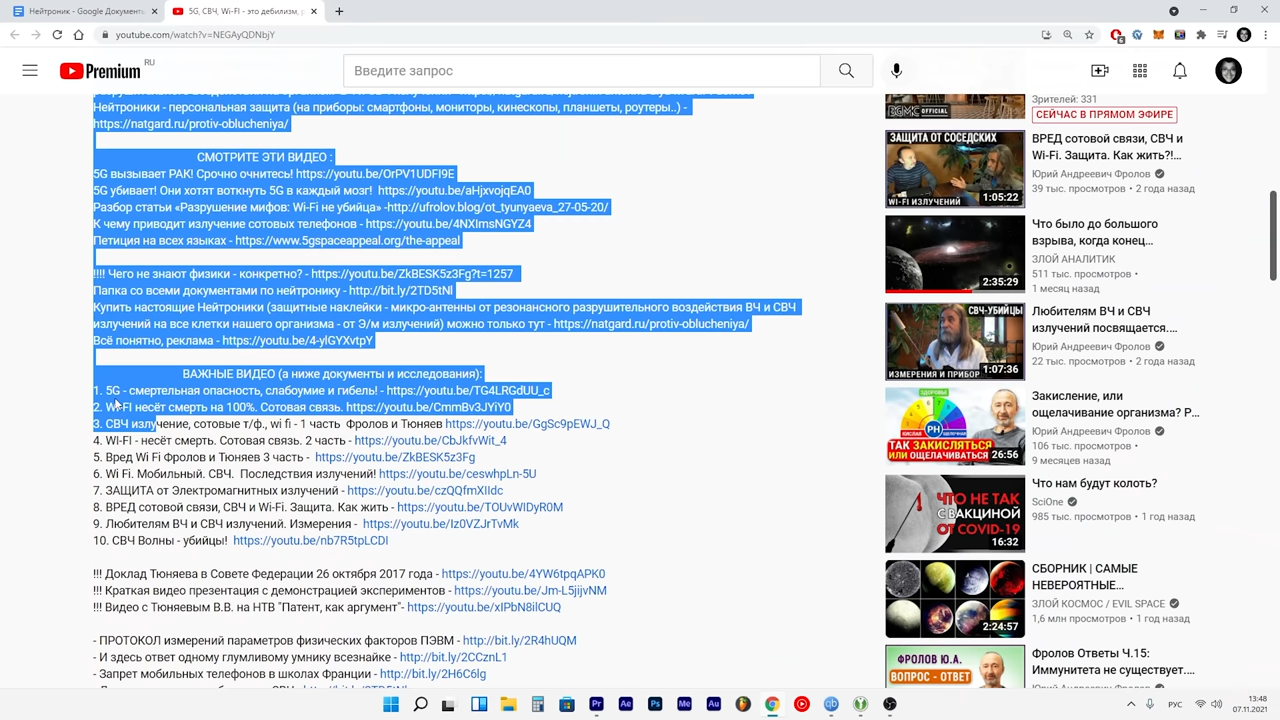 Нейтроник - Google Документы
5G, СВЧ, Wi-FI - это дебилизм, р
youtube.com/watch?v=NEGAyQDNbjY
Premium
RU
Введите запрос
Нейтроники - персональная защита (на приборы: смартфоны, мониторы, кинескопы, планшеты, роутеры..) -
https://natgard.ru/protiv-oblucheniya/
СМОТРИТЕ ЭТИ ВИДЕО :
5G вызывает РАК! Срочно очнитесь! https://youtu.be/OrPV1UDFI9E
5G убивает! Они хотят воткнуть 5G в каждый мозг! https://youtu.be/aHjxvojqEA0
Разбор статьи «Разрушение мифов: Wi-Fi не убийца» -http://ufrolov.blog/ot_tyunyaeva_27-05-20/
К чему приводит излучение сотовых телефонов - https://youtu.be/4NXImsNGYZ4
Петиция на всех языках - https://www.5gspaceappeal.org/the-appeal
!!!! Чего не знают физики - конкретно? - https://youtu.be/ZkBESK5z3Fg?t=1257
Папка со всеми документами по нейтронику - http://bit.ly/2TD5tNl
Купить настоящие Нейтроники (защитные наклейки - микро-антенны от резонансного разрушительного воздействия ВЧ и СВЧ
излучений на все клетки нашего организма - от Э/м излучений) можно только тут - https://natgard.ru/protiv-oblucheniya/
Всё понятно, реклама - https://youtu.be/4-ylGYXvtpY
ВАЖНЫЕ ВИДЕО (а ниже документы и исследования):
1. 5G - смертельная опасность, слабоумие и гибель! - https://youtu.be/TG4LRGdUU_c
2. WI-FI несёт смерть на 100%. Сотовая связь. https://youtu.be/CmmBv3JYiY0
3. СВЧ излучение, сотовые т/ф., wi fi - 1 часть Фролов и Тюняев https://youtu.be/GgSc9pEWJ_Q
4. WI-FI - несёт смерть. Сотовая связь. 2 часть - https://youtu.be/CbJkfvWit_4
5. Вред Wi Fi Фролов и Тюняев 3 часть - https://youtu.be/ZkBESK5z3Fg
6. Wi Fi. Мобильный. СВЧ. Последствия излучений! https://youtu.be/ceswhpLn-5U
7. ЗАЩИТА от Электромагнитных излучений - https://youtu.be/czQQfmXIIdc
8. ВРЕД сотовой связи, СВЧ и Wi-Fi. Защита. Как жить - https://youtu.be/TOUvWIDyR0M
9. Любителям ВЧ и СВЧ излучений. Измерения - https://youtu.be/Iz0VZJrTvMk
10. СВЧ Волны - убийцы! https://youtu.be/nb7R5tpLCDI
!!! Доклад Тюняева в Совете Федерации 26 октября 2017 года - https://youtu.be/4YW6tpqAPK0
!!! Краткая видео презентация с демонстрацией экспериментов - https://youtu.be/Jm-L5jijvNM
!!! Видео с Тюняевым В.В. на НТВ "Патент, как аргумент"- https://youtu.be/xIPbN8ilCUQ
- ПРОТОКОЛ измерений параметров физических факторов ПЭВМ - http://bit.ly/2R4hUQM
- И здесь ответ одному глумливому умнику всезнайке - http://bit.ly/2CCznL1
- Запрет мобильных телефонов в школах Франции - http://bit.ly/2H6C6lg
BGMC OFFICIAL
Зрителей: 331
СЕЙЧАС В ПРЯМОМ ЭФИРЕ
ЗАЩИТА ОТ СОСЕДСКИХ
WI-FI ИЗЛУЧЕНИЙ
1:05:22
ВРЕД сотовой связи, СВЧ и
Wi-Fi. Защита. Как жить?!...
Юрий Андреевич Фролов
39 тыс. просмотров • 2 года назад
2:35:29
Что было до большого
взрыва, когда конец...
ЗЛОЙ АНАЛИТИК
511 тыс. просмотров •
1 месяц назад
СВЧ-УБИЙЦЫ
ИЗМЕРЕНИЯ И ПРИБОР
1:07:36
Любителям ВЧ и СВЧ
излучений посвящается....
Юрий Андреевич Фролов
22 тыс. просмотров • 2 года назад
PH
ТАК ЗАКИСЛЯТЬСЯ
ИЛИ ОЩЕЛАЧИВАТЬСЯ
26:56
Закисление, или
ощелачивание организма? Р...
Юрий Андреевич Фролов
106 тыс. просмотров •
9 месяцев назад
ЧТО НЕ ТАК
С ВАКЦИНОЙ
ОТ COVID-19
16:32
Что нам будут колоть?
SciOne
985 тыс. просмотров • 1 год назад
2:24:57
СБОРНИК | САМЫЕ
НЕВЕРОЯТНЫЕ...
ЗЛОЙ КОСМОС / EVIL SPACE
1,6 млн просмотров • 1 год назад
ФРОЛОВ Ю.А.
ВОПРОС - ОТВЕТ
Фролов Ответы Ч.15:
Иммунитета не существует....
Pr
Ae
Ps
Me
Au
qb
РУС
13:48
07.11.2021